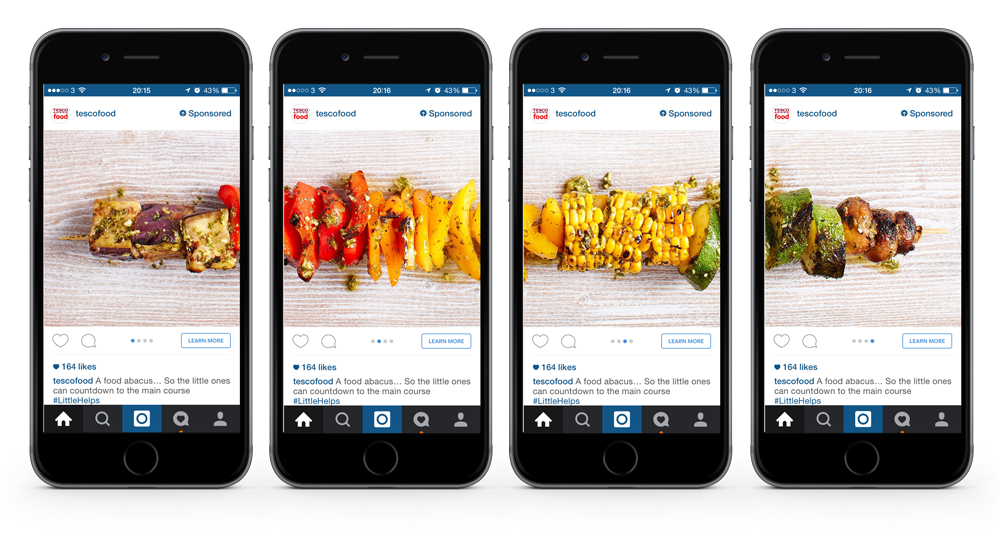 3 20:15 43%
TESCO food tescofood Sponsored
LEARN MORE
164 likes
tescofood A food abacus… So the little ones
can countdown to the main course
#LittleHelps
3 20:16 43%
TESCO food tescofood Sponsored
LEARN MORE
164 likes
tescofood A food abacus… So the little ones
can countdown to the main course
#LittleHelps
3 20:16 43%
TESCO food tescofood Sponsored
LEARN MORE
164 likes
tescofood A food abacus… So the little ones
can countdown to the main course
#LittleHelps
3 20:16 43%
TESCO food tescofood Sponsored
LEARN MORE
164 likes
tescofood A food abacus… So the little ones
can countdown to the main course
#LittleHelps